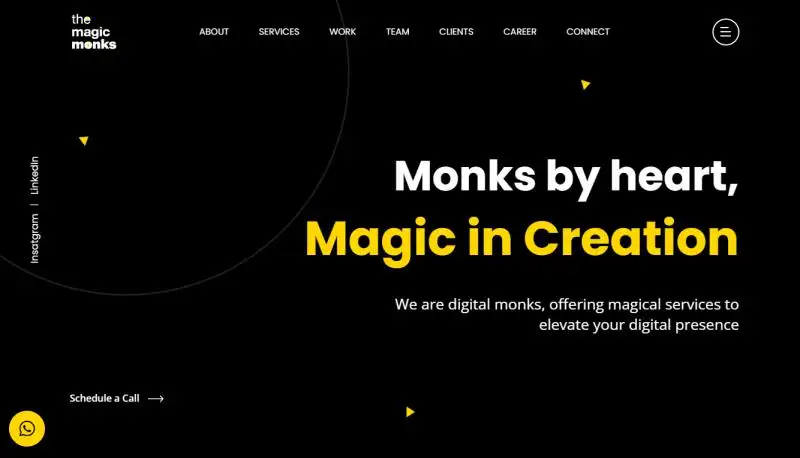 the
magic
monks
ABOUT SERVICES WORK TEAM CLIENTS CAREER CONNECT
Insatgram | LinkedIn
Monks by heart,
Magic in Creation
We are digital monks, offering magical services to
elevate your digital presence
Schedule a Call